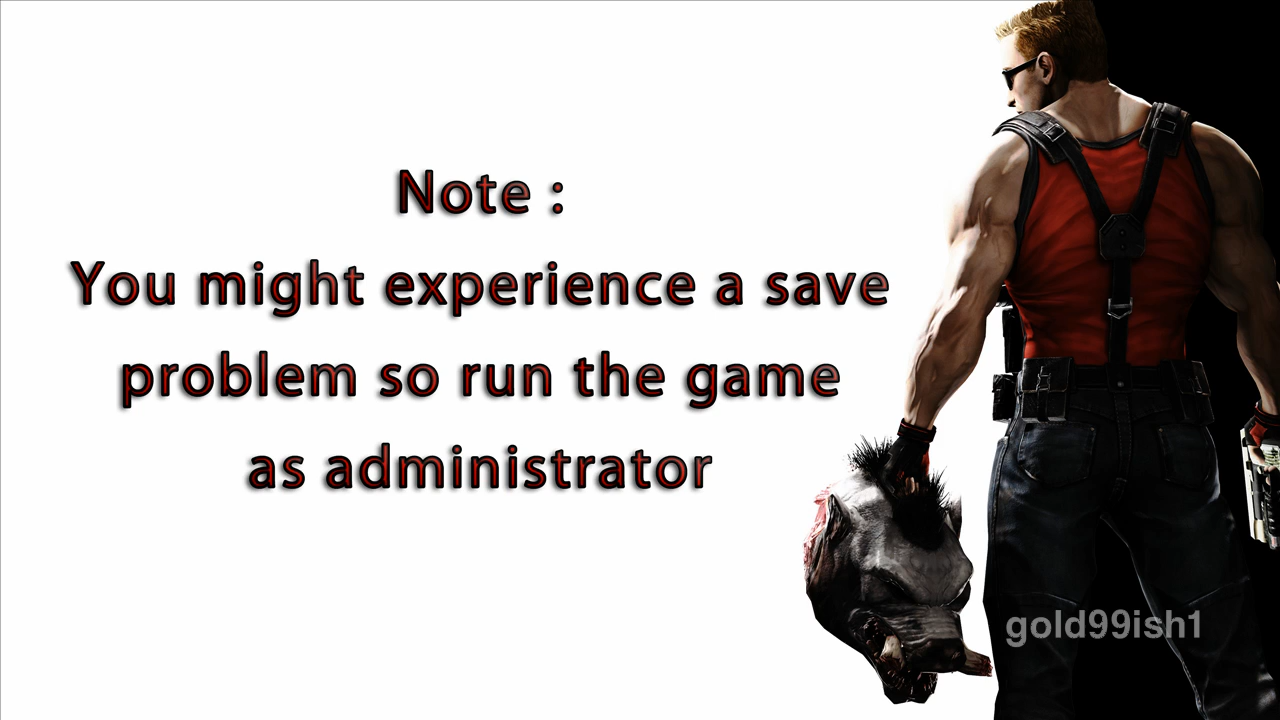 Note :
You might experience a save
problem so run the game
as administrator
gold99ish1